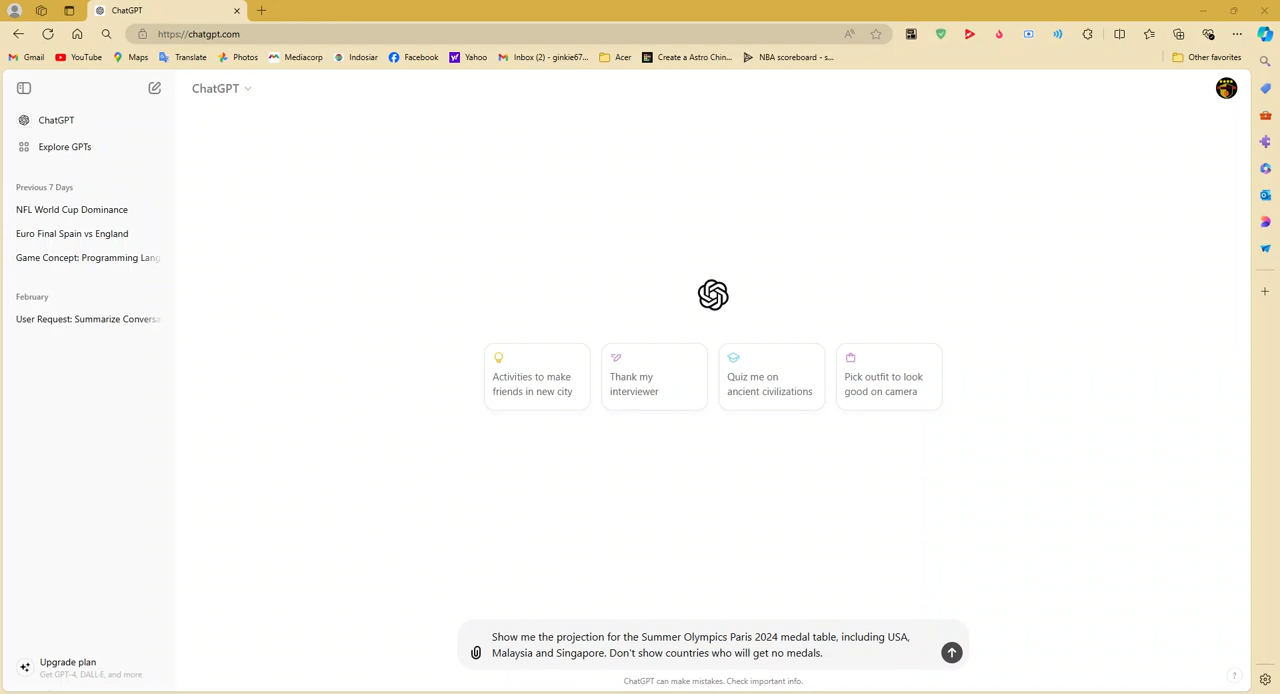 ChatGPT
https://chatgpt.com
Gmail
YouTube
Maps
Translate
Photos
Mediacorp
Indosiar
Facebook
Yahoo
Inbox (2) - ginkie67...
Acer
Create a Astro Chin...
NBA scoreboard - s...
Other favorites
ChatGPT
ChatGPT
Explore GPTs
Previous 7 Days
NFL World Cup Dominance
Euro Final Spain vs England
Game Concept: Programming Lang
February
User Request: Summarize Conversa
Activities to make
friends in new city
Thank my
interviewer
Quiz me on
ancient civilizations
Pick outfit to look
good on camera
Show me the projection for the Summer Olympics Paris 2024 medal table, including USA,
Malaysia and Singapore. Don't show countries who will get no medals.
Upgrade plan
Get GPT-4, DALL·E, and more
ChatGPT can make mistakes. Check important info.
?